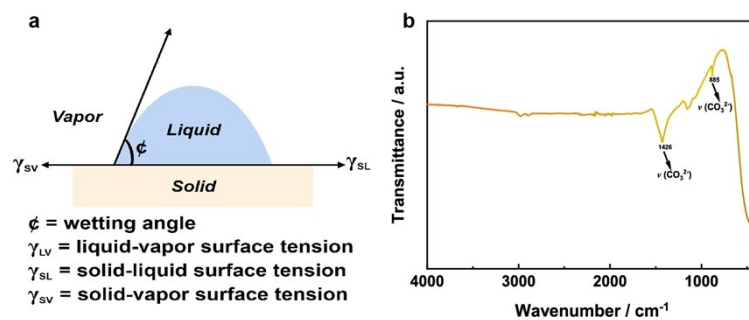 a
Vapor
Liquid
¢
γSV
γSL
Solid
¢ = wetting angle
γLV = liquid-vapor surface tension
γSL = solid-liquid surface tension
γSV = solid-vapor surface tension
b
Transmittance / a.u.
885
ν (CO₃²⁻)
1426
ν (CO₃²⁻)
4000 3000 2000 1000
Wavenumber / cm⁻¹